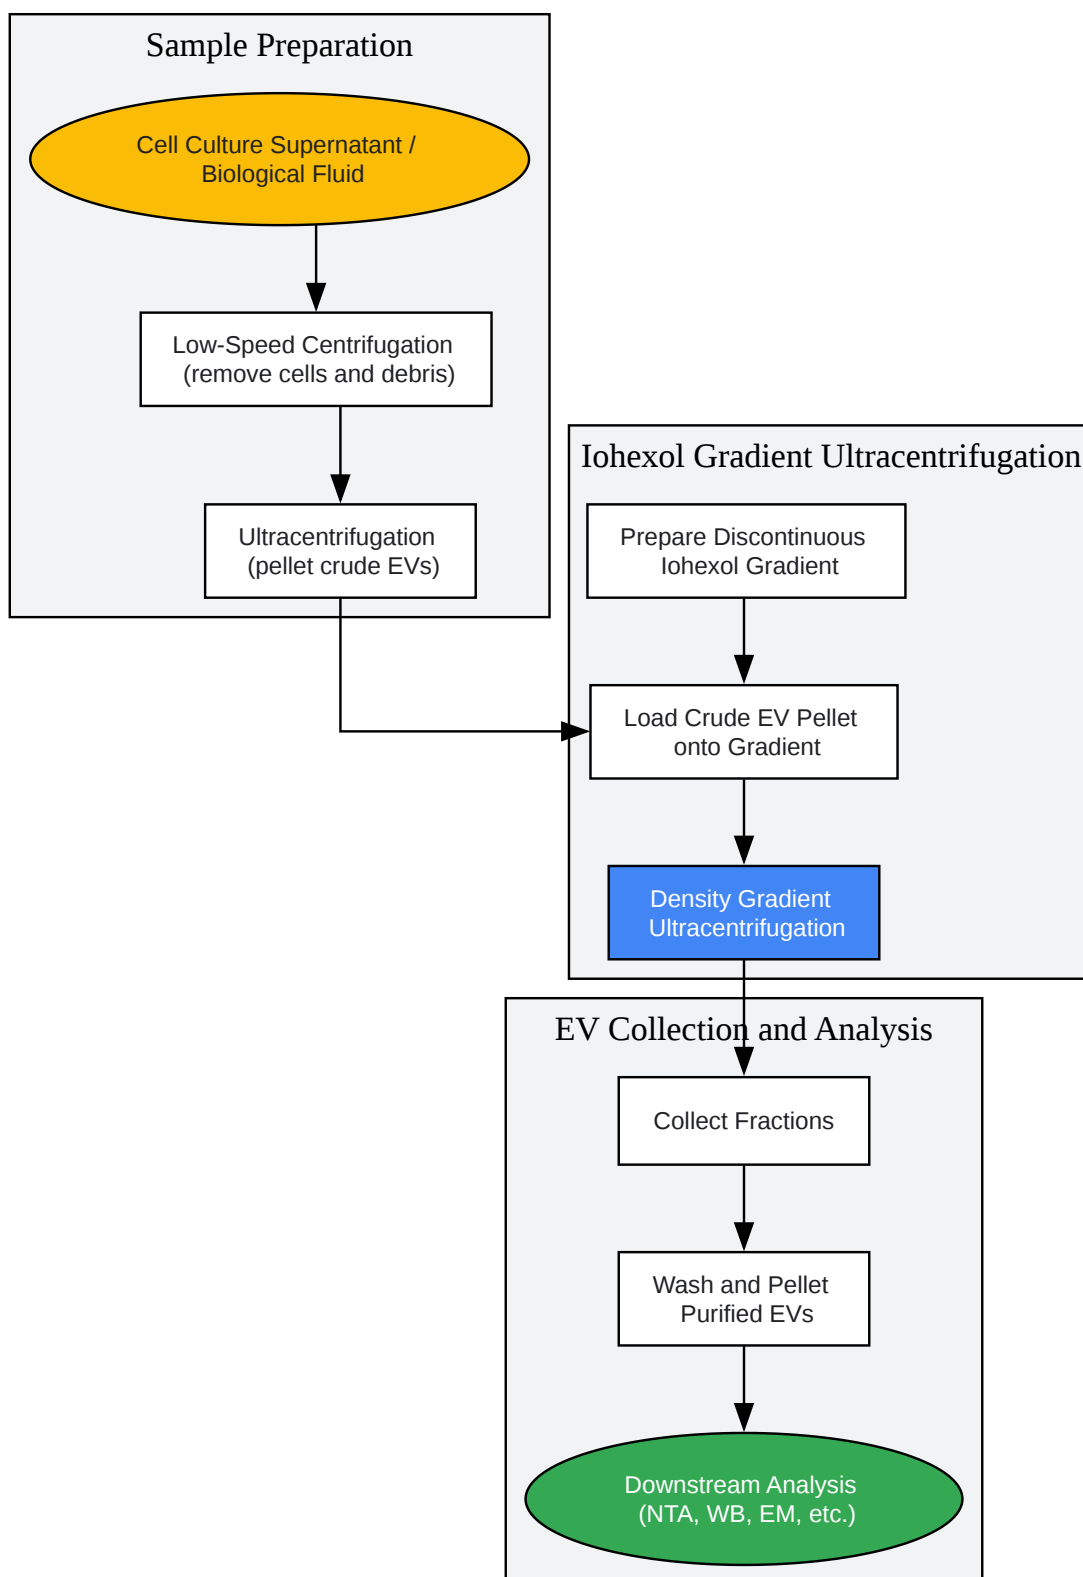 Sample Preparation
Cell Culture Supernatant /
Biological Fluid
Low-Speed Centrifugation
(remove cells and debris)
Ultracentrifugation
(pellet crude EVs)
Iohexol Gradient Ultracentrifugation
Prepare Discontinuous
Iohexol Gradient
Load Crude EV Pellet
onto Gradient
Density Gradient
Ultracentrifugation
EV Collection and Analysis
Collect Fractions
Wash and Pellet
Purified EVs
Downstream Analysis
(NTA, WB, EM, etc.)